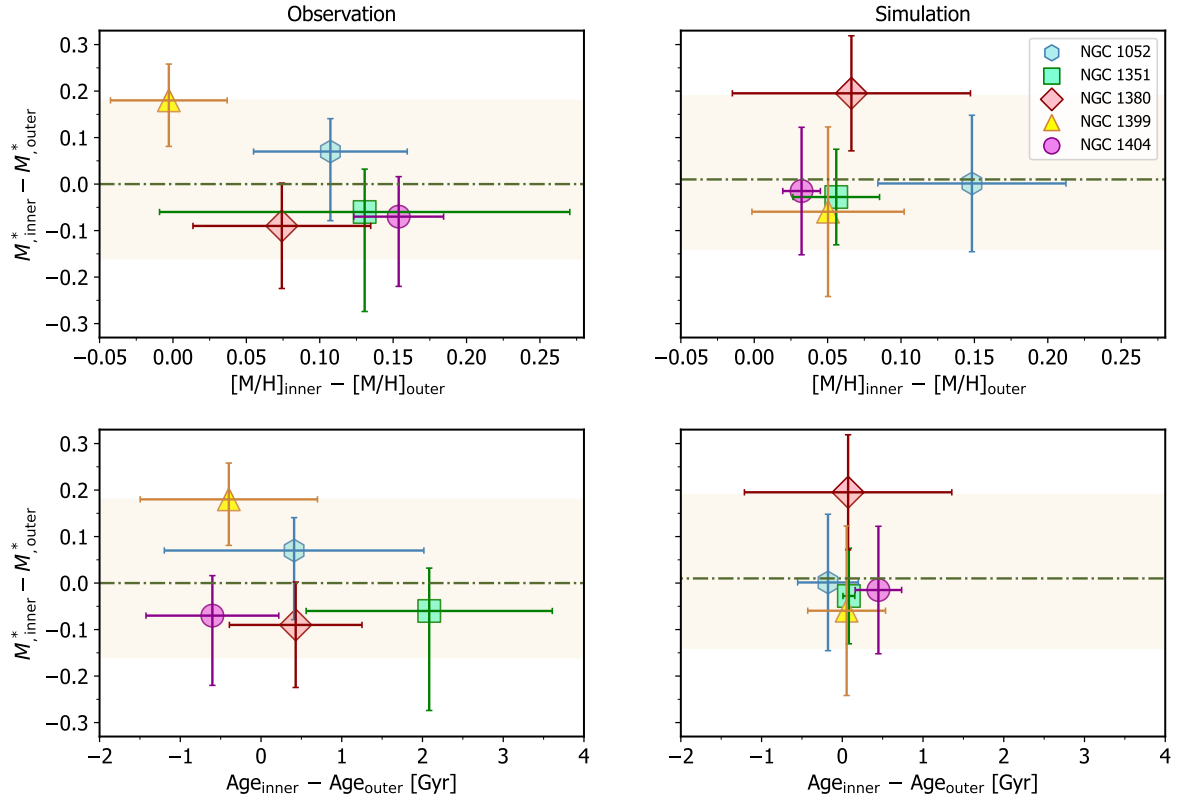 Observation
Simulation
0.3
0.2
0.1
0.0
−0.1
−0.2
−0.3
M*,inner − M*,outer
−0.05 0.00 0.05 0.10 0.15 0.20 0.25
[M/H]inner − [M/H]outer
NGC 1052
NGC 1351
NGC 1380
NGC 1399
NGC 1404
−0.05 0.00 0.05 0.10 0.15 0.20 0.25
[M/H]inner − [M/H]outer
0.3
0.2
0.1
0.0
−0.1
−0.2
−0.3
M*,inner − M*,outer
−2 −1 0 1 2 3 4
Ageinner − Ageouter [Gyr]
−2 −1 0 1 2 3 4
Ageinner − Ageouter [Gyr]